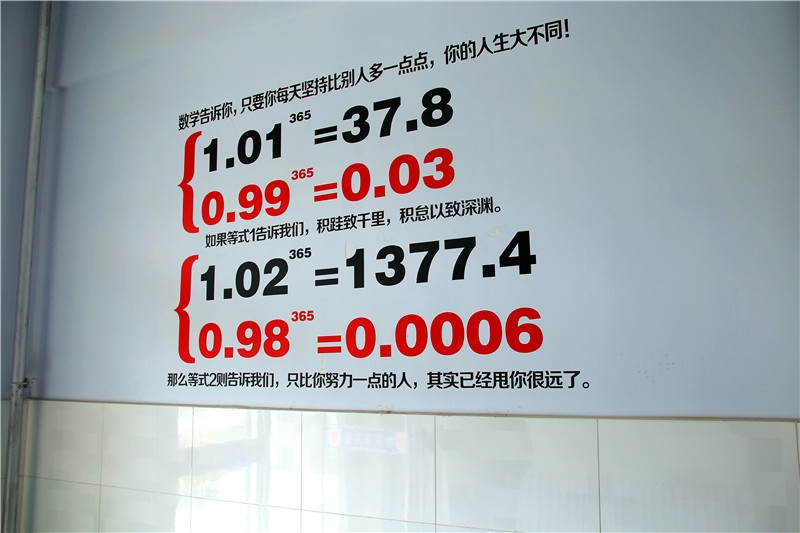 数学告诉你，只要你每天坚持比别人多一点点，你的人生大不同！
1.01^365=37.8
0.99^365=0.03
如果等式1告诉我们，积跬致千里，积怠以致深渊。
1.02^365=1377.4
0.98^365=0.0006
那么等式2则告诉我们，只比你努力一点的人，其实已经甩你很远了。